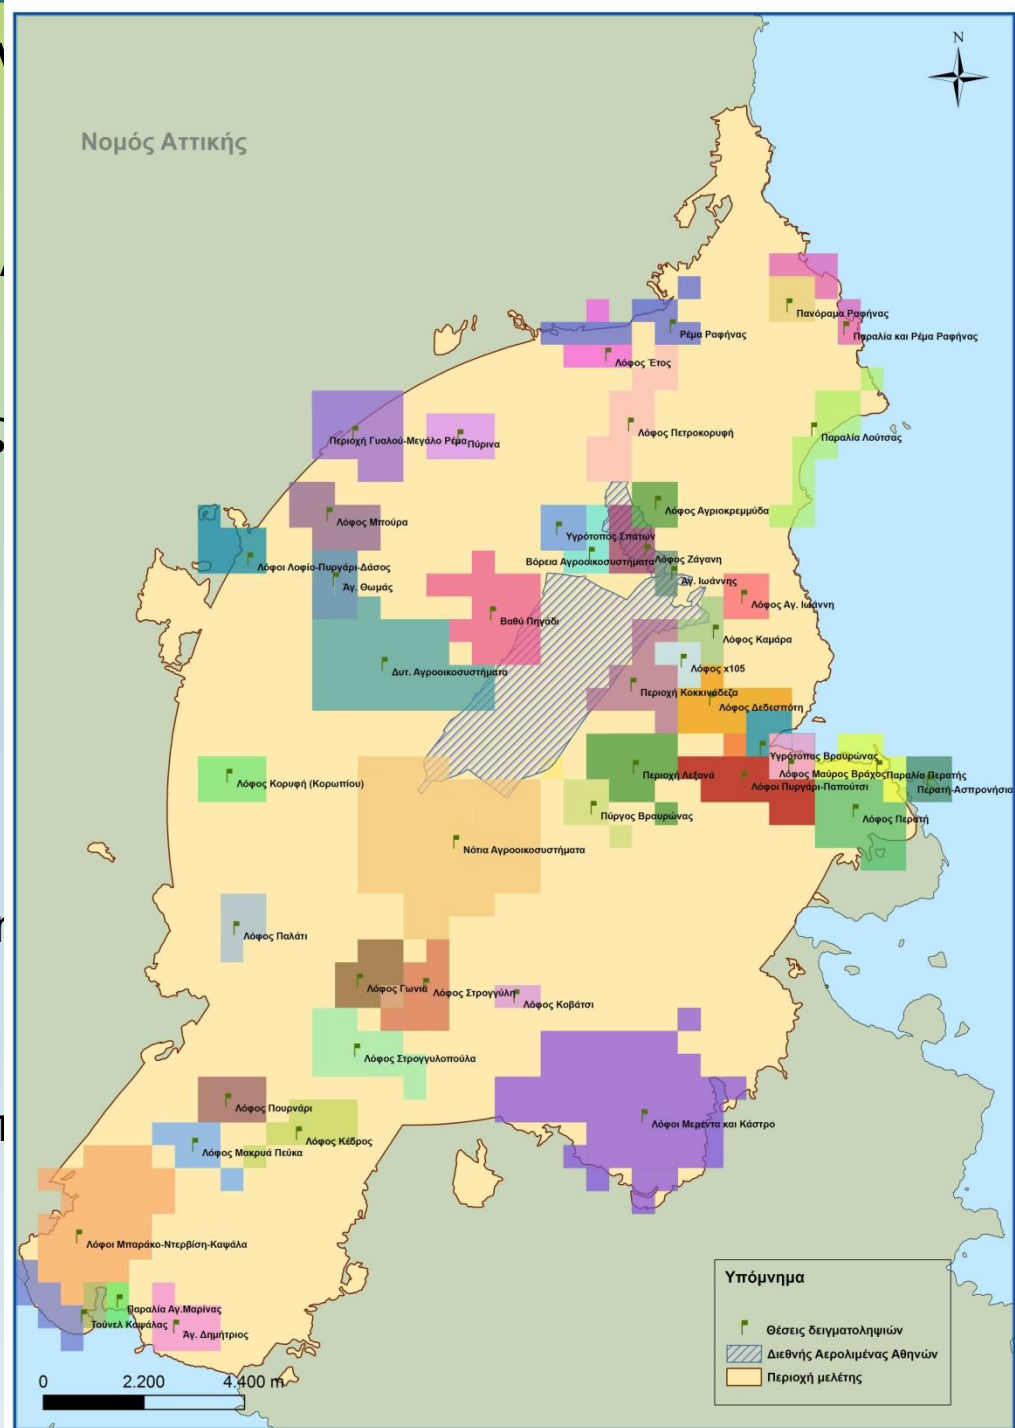 N
Νομός Αττικής
Πανόραμα Ραφήνας
Ρέμα Ραφήνας
Παραλία και Ρέμα Ραφήνας
Λόφος Έτος
Λόφος Πετροκορυφή
Παραλία Λούτσας
Περιοχή Γυαλού-Μεγάλο Ρέμα
Πύρινα
Λόφος Αγριοκρεμμύδα
Λόφος Μπούρα
Υγρότοπος Σπάτων
Βόρεια Αγροοικοσυστήματα
Λόφος Ζάγανη
Λόφοι Λοφίο-Πυργάρι-Δάσος
Άγ. Θωμάς
Άγ. Ιωάννης
Λόφος Αγ. Ιωάννη
Βαθύ Πηγάδι
Λόφος Καμάρα
Δυτ. Αγροοικοσυστήματα
Λόφος x105
Περιοχή Κοκκινάδεζα
Λόφος Δεδεσπότη
Υγρότοπος Βραυρώνας
Λόφος Μαύρος Βράχος
Παραλία Περατής
Λόφος Κορυφή (Κορωπίου)
Περιοχή Λεξανά
Λόφοι Πυργάρι-Παπούτσι
Περατή-Ασπρονήσια
Πύργος Βραυρώνας
Λόφος Περατή
Νότια Αγροοικοσυστήματα
Λόφος Παλάτι
Λόφος Γωνιά
Λόφος Στρογγύλη
Λόφος Κοβάτσι
Λόφος Στρογγυλοπούλα
Λόφος Πουρνάρι
Λόφοι Μερέντα και Κάστρο
Λόφος Κέδρος
Λόφος Μακρυά Πεύκα
Λόφοι Μπαράκο-Ντερβίση-Καψάλα
Παραλία Αγ.Μαρίνας
Τούνελ Καψάλας
Άγ. Δημήτριος
Υπόμνημα
Θέσεις δειγματοληψιών
Διεθνής Αερολιμένας Αθηνών
Περιοχή μελέτης
0 2.200 4.400 m